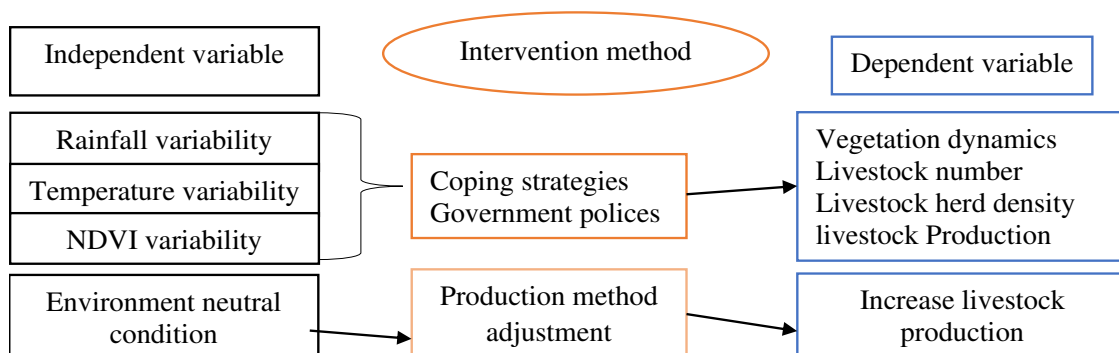 Independent variable
Intervention method
Dependent variable
Rainfall variability
Temperature variability
NDVI variability
Coping strategies
Government polices
Vegetation dynamics
Livestock number
Livestock herd density
livestock Production
Environment neutral
condition
Production method
adjustment
Increase livestock
production